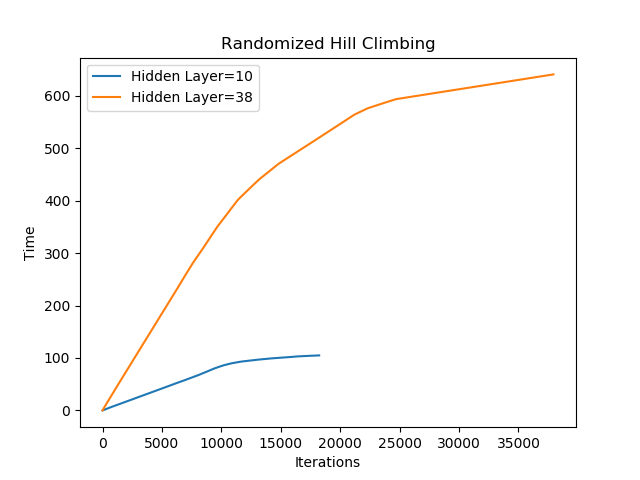 Randomized Hill Climbing
Hidden Layer=10
Hidden Layer=38
600
500
400
300
200
100
0
Time
0 5000 10000 15000 20000 25000 30000 35000
Iterations